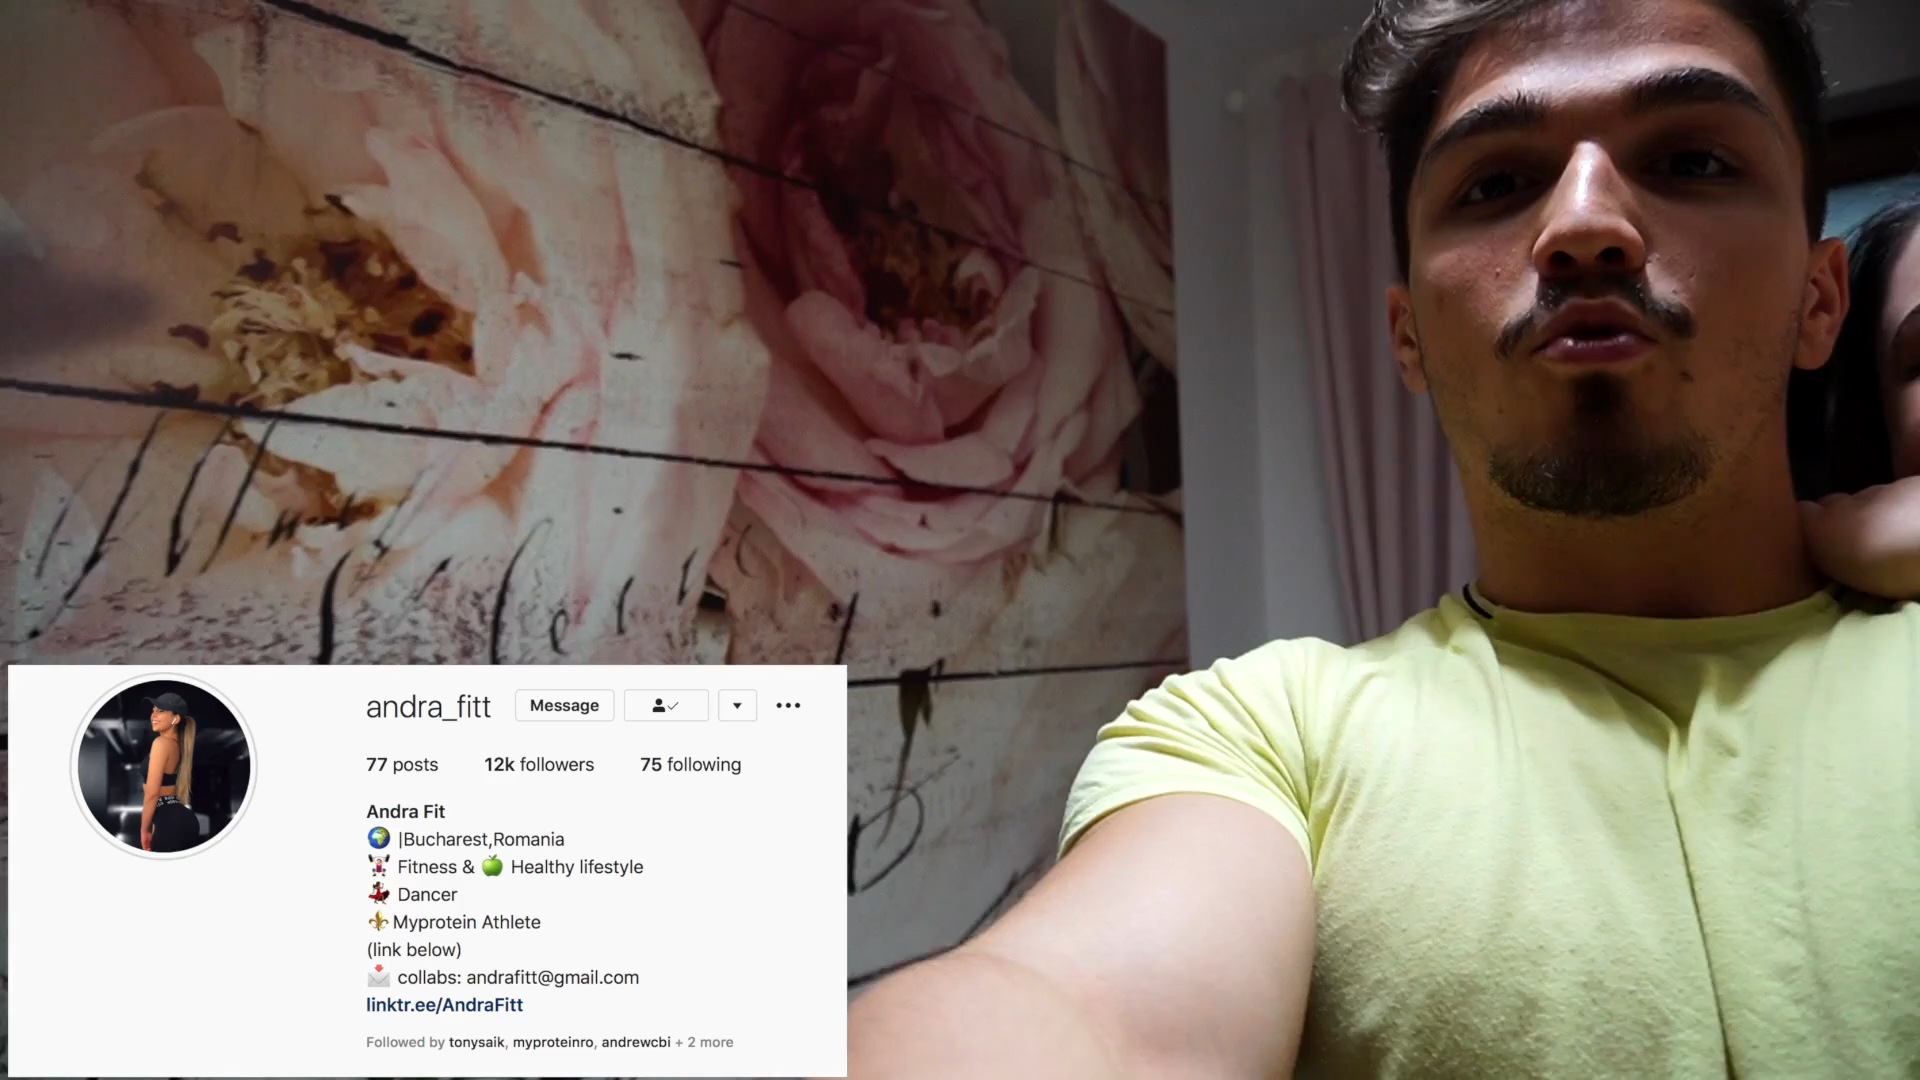 andra_fitt Message
77 posts 12k followers 75 following
Andra Fit
|Bucharest,Romania
Fitness & Healthy lifestyle
Dancer
Myprotein Athlete
(link below)
collabs: andrafitt@gmail.com
linktr.ee/AndraFitt
Followed by tonysaik, myproteinro, andrewcbi + 2 more